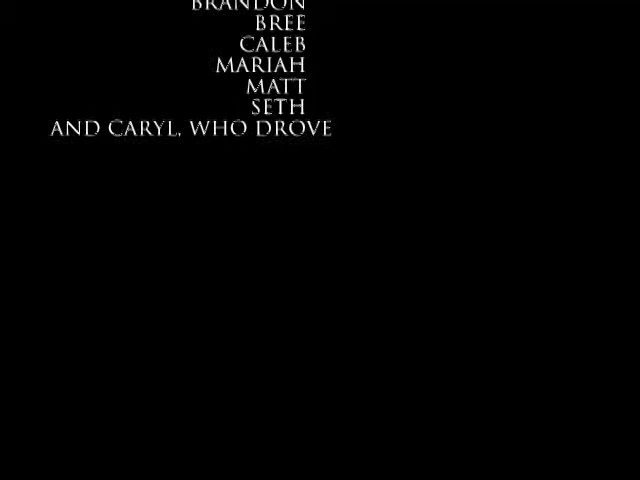 BRANDON
BREE
CALEB
MARIAH
MATT
SETH
AND CARYL, WHO DROVE